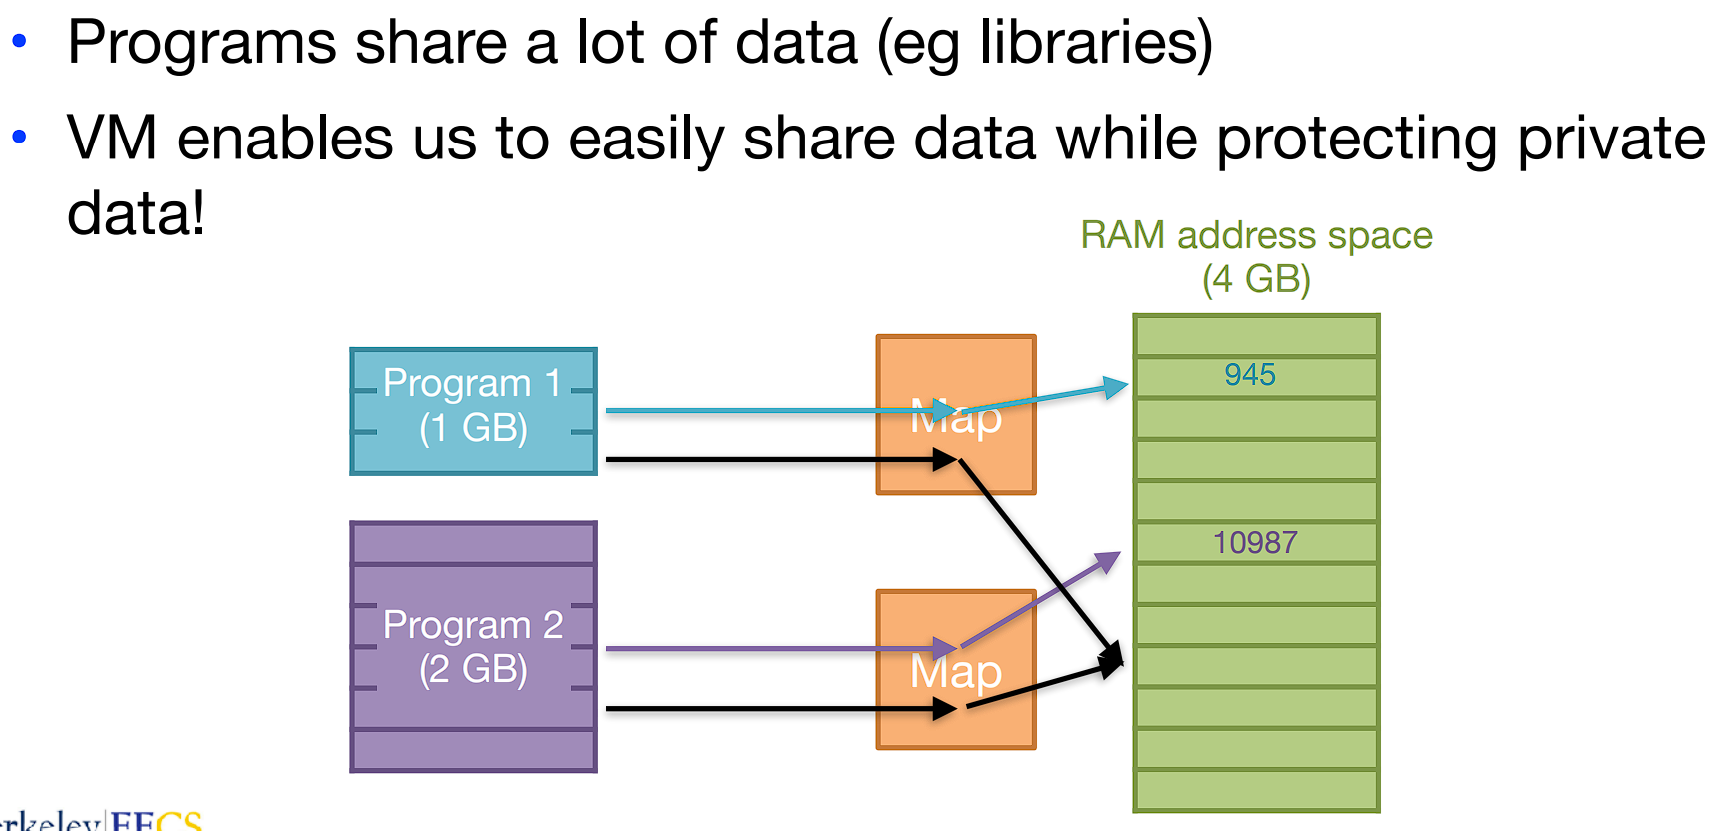 Programs share a lot of data (eg libraries)
VM enables us to easily share data while protecting private
data!
RAM address space
(4 GB)
Program 1
(1 GB)
Map
945
10987
Program 2
(2 GB)
Map
EECS